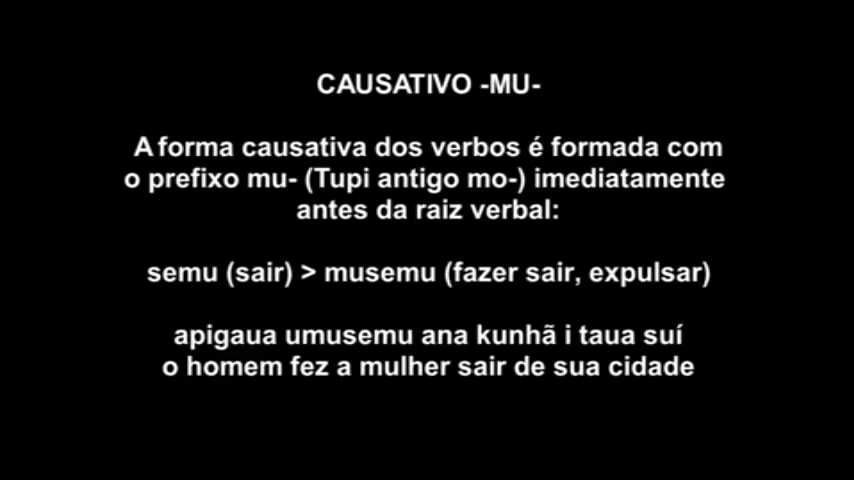 CAUSATIVO -MU-
A forma causativa dos verbos é formada com
o prefixo mu- (Tupi antigo mo-) imediatamente
antes da raiz verbal:
semu (sair) > musemu (fazer sair, expulsar)
apigaua umusemu ana kunhã i taua suí
o homem fez a mulher sair de sua cidade